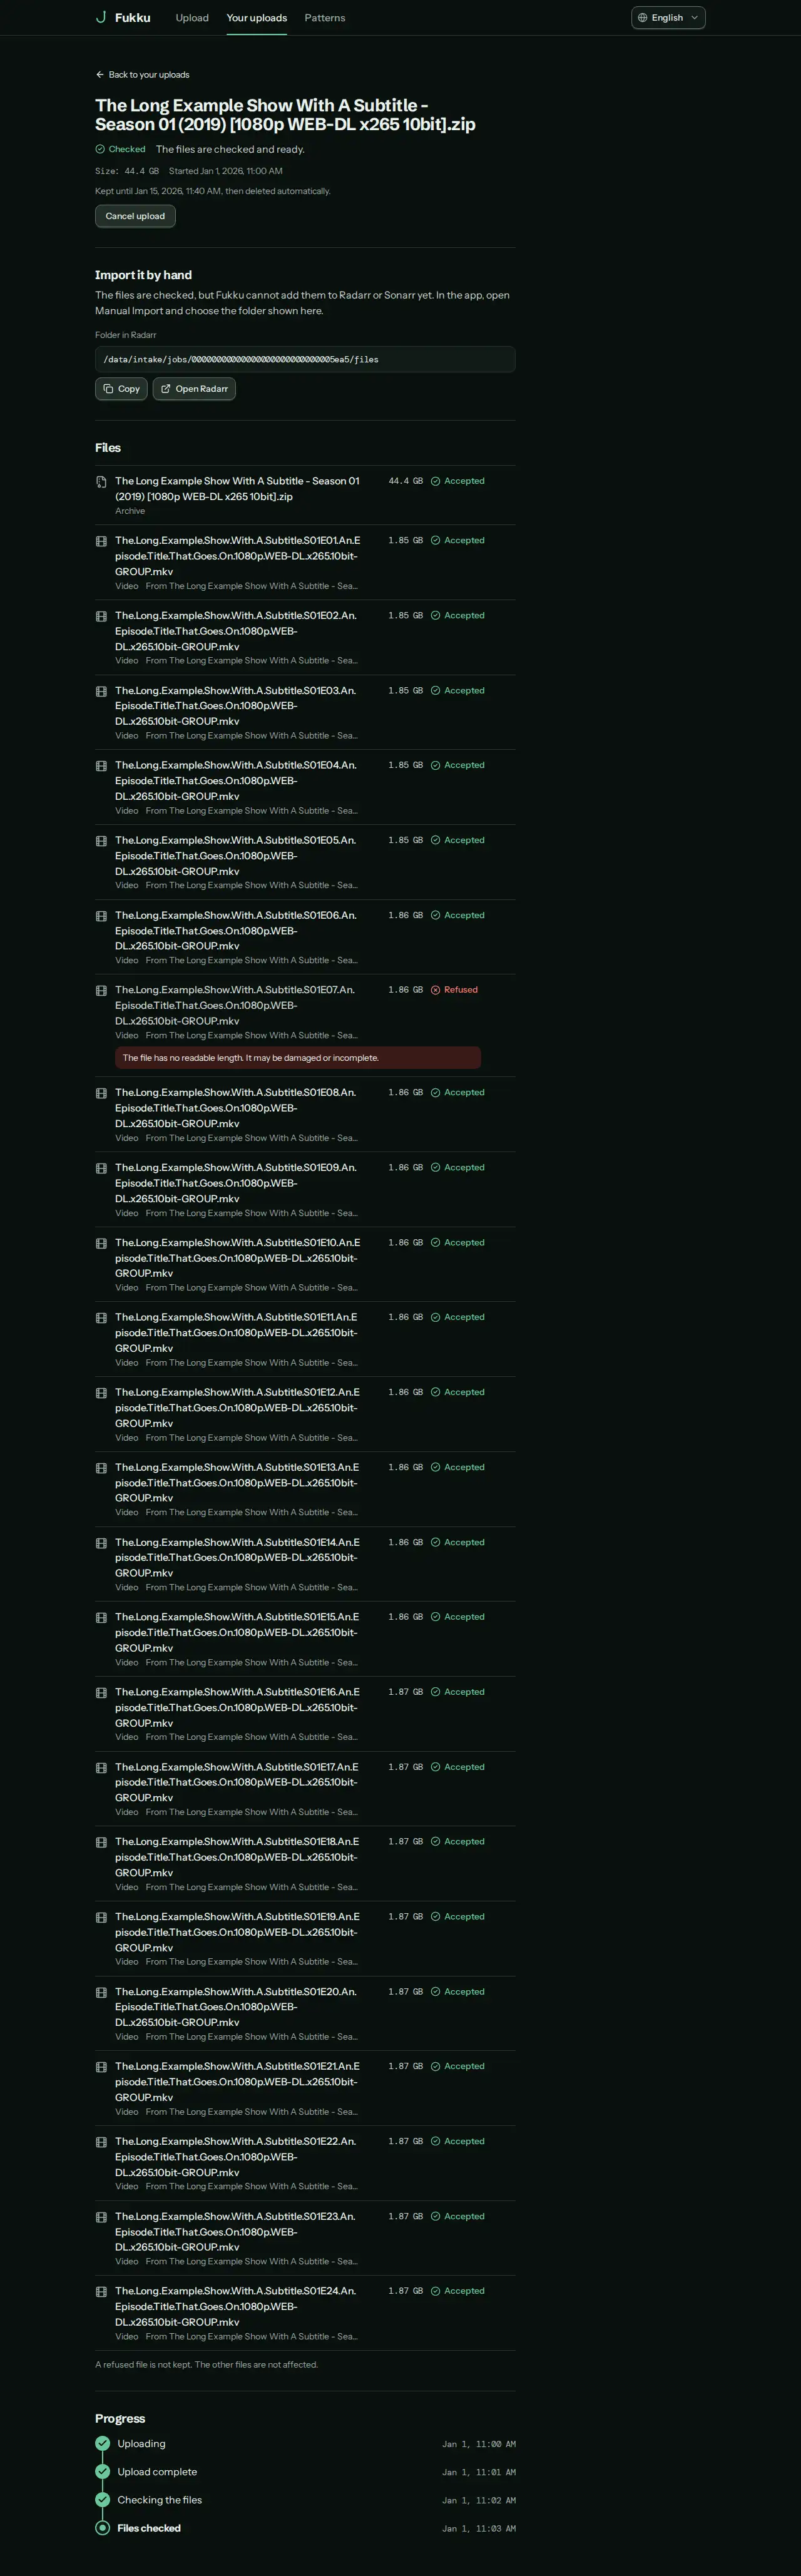 Fukku
Upload
Your uploads
Patterns
English
Back to your uploads
The Long Example Show With A Subtitle -
Season 01 (2019) [1080p WEB-DL x265 10bit].zip
Checked The files are checked and ready.
Size: 44.4 GB Started Jan 1, 2026, 11:00 AM
Kept until Jan 15, 2026, 11:40 AM, then deleted automatically.
Cancel upload
Import it by hand
The files are checked, but Fukku cannot add them to Radarr or Sonarr yet. In the app, open
Manual Import and choose the folder shown here.
Folder in Radarr
/data/intake/jobs/00000000000000000000000000005ea5/files
Copy
Open Radarr
Files
The Long Example Show With A Subtitle - Season 01 44.4 GB Accepted
(2019) [1080p WEB-DL x265 10bit].zip
Archive
The.Long.Example.Show.With.A.Subtitle.S01E01.An.E 1.85 GB Accepted
pisode.Title.That.Goes.On.1080p.WEB-DL.x265.10bit-
GROUP.mkv
Video From The Long Example Show With A Subtitle - Sea...
The.Long.Example.Show.With.A.Subtitle.S01E02.An. 1.85 GB Accepted
Episode.Title.That.Goes.On.1080p.WEB-
DL.x265.10bit-GROUP.mkv
Video From The Long Example Show With A Subtitle - Sea...
The.Long.Example.Show.With.A.Subtitle.S01E03.An. 1.85 GB Accepted
Episode.Title.That.Goes.On.1080p.WEB-
DL.x265.10bit-GROUP.mkv
Video From The Long Example Show With A Subtitle - Sea...
The.Long.Example.Show.With.A.Subtitle.S01E04.An. 1.85 GB Accepted
Episode.Title.That.Goes.On.1080p.WEB-
DL.x265.10bit-GROUP.mkv
Video From The Long Example Show With A Subtitle - Sea...
The.Long.Example.Show.With.A.Subtitle.S01E05.An. 1.85 GB Accepted
Episode.Title.That.Goes.On.1080p.WEB-
DL.x265.10bit-GROUP.mkv
Video From The Long Example Show With A Subtitle - Sea...
The.Long.Example.Show.With.A.Subtitle.S01E06.An. 1.86 GB Accepted
Episode.Title.That.Goes.On.1080p.WEB-
DL.x265.10bit-GROUP.mkv
Video From The Long Example Show With A Subtitle - Sea...
The.Long.Example.Show.With.A.Subtitle.S01E07.An. 1.86 GB Refused
Episode.Title.That.Goes.On.1080p.WEB-
DL.x265.10bit-GROUP.mkv
Video From The Long Example Show With A Subtitle - Sea...
The file has no readable length. It may be damaged or incomplete.
The.Long.Example.Show.With.A.Subtitle.S01E08.An. 1.86 GB Accepted
Episode.Title.That.Goes.On.1080p.WEB-
DL.x265.10bit-GROUP.mkv
Video From The Long Example Show With A Subtitle - Sea...
The.Long.Example.Show.With.A.Subtitle.S01E09.An. 1.86 GB Accepted
Episode.Title.That.Goes.On.1080p.WEB-
DL.x265.10bit-GROUP.mkv
Video From The Long Example Show With A Subtitle - Sea...
The.Long.Example.Show.With.A.Subtitle.S01E10.An.E 1.86 GB Accepted
pisode.Title.That.Goes.On.1080p.WEB-DL.x265.10bit-
GROUP.mkv
Video From The Long Example Show With A Subtitle - Sea...
The.Long.Example.Show.With.A.Subtitle.S01E11.An.E 1.86 GB Accepted
pisode.Title.That.Goes.On.1080p.WEB-DL.x265.10bit-
GROUP.mkv
Video From The Long Example Show With A Subtitle - Sea...
The.Long.Example.Show.With.A.Subtitle.S01E12.An.E 1.86 GB Accepted
pisode.Title.That.Goes.On.1080p.WEB-DL.x265.10bit-
GROUP.mkv
Video From The Long Example Show With A Subtitle - Sea...
The.Long.Example.Show.With.A.Subtitle.S01E13.An.E 1.86 GB Accepted
pisode.Title.That.Goes.On.1080p.WEB-DL.x265.10bit-
GROUP.mkv
Video From The Long Example Show With A Subtitle - Sea...
The.Long.Example.Show.With.A.Subtitle.S01E14.An.E 1.86 GB Accepted
pisode.Title.That.Goes.On.1080p.WEB-DL.x265.10bit-
GROUP.mkv
Video From The Long Example Show With A Subtitle - Sea...
The.Long.Example.Show.With.A.Subtitle.S01E15.An.E 1.86 GB Accepted
pisode.Title.That.Goes.On.1080p.WEB-DL.x265.10bit-
GROUP.mkv
Video From The Long Example Show With A Subtitle - Sea...
The.Long.Example.Show.With.A.Subtitle.S01E16.An.E 1.87 GB Accepted
pisode.Title.That.Goes.On.1080p.WEB-DL.x265.10bit-
GROUP.mkv
Video From The Long Example Show With A Subtitle - Sea...
The.Long.Example.Show.With.A.Subtitle.S01E17.An.E 1.87 GB Accepted
pisode.Title.That.Goes.On.1080p.WEB-DL.x265.10bit-
GROUP.mkv
Video From The Long Example Show With A Subtitle - Sea...
The.Long.Example.Show.With.A.Subtitle.S01E18.An.E 1.87 GB Accepted
pisode.Title.That.Goes.On.1080p.WEB-DL.x265.10bit-
GROUP.mkv
Video From The Long Example Show With A Subtitle - Sea...
The.Long.Example.Show.With.A.Subtitle.S01E19.An.E 1.87 GB Accepted
pisode.Title.That.Goes.On.1080p.WEB-DL.x265.10bit-
GROUP.mkv
Video From The Long Example Show With A Subtitle - Sea...
The.Long.Example.Show.With.A.Subtitle.S01E20.An. 1.87 GB Accepted
Episode.Title.That.Goes.On.1080p.WEB-
DL.x265.10bit-GROUP.mkv
Video From The Long Example Show With A Subtitle - Sea...
The.Long.Example.Show.With.A.Subtitle.S01E21.An.E 1.87 GB Accepted
pisode.Title.That.Goes.On.1080p.WEB-DL.x265.10bit-
GROUP.mkv
Video From The Long Example Show With A Subtitle - Sea...
The.Long.Example.Show.With.A.Subtitle.S01E22.An. 1.87 GB Accepted
Episode.Title.That.Goes.On.1080p.WEB-
DL.x265.10bit-GROUP.mkv
Video From The Long Example Show With A Subtitle - Sea...
The.Long.Example.Show.With.A.Subtitle.S01E23.An. 1.87 GB Accepted
Episode.Title.That.Goes.On.1080p.WEB-
DL.x265.10bit-GROUP.mkv
Video From The Long Example Show With A Subtitle - Sea...
The.Long.Example.Show.With.A.Subtitle.S01E24.An. 1.87 GB Accepted
Episode.Title.That.Goes.On.1080p.WEB-
DL.x265.10bit-GROUP.mkv
Video From The Long Example Show With A Subtitle - Sea...
A refused file is not kept. The other files are not affected.
Progress
Uploading Jan 1, 11:00 AM
Upload complete Jan 1, 11:01 AM
Checking the files Jan 1, 11:02 AM
Files checked Jan 1, 11:03 AM